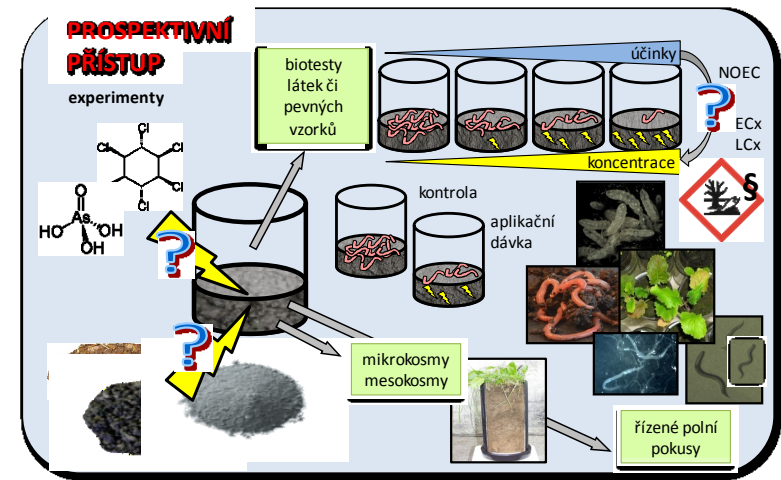 PROSPEKTIVNÍ
PŘÍSTUP
experimenty
biotesty
látek či
pevných
vzorků
účinky
NOEC
?
ECx
LCx
koncentrace
§
Cl
Cl
Cl
Cl
Cl
Cl
O
As
HO
OH
OH
?
kontrola
aplikační
dávka
?
mikrokosmy
mesokosmy
řízené polní
pokusy